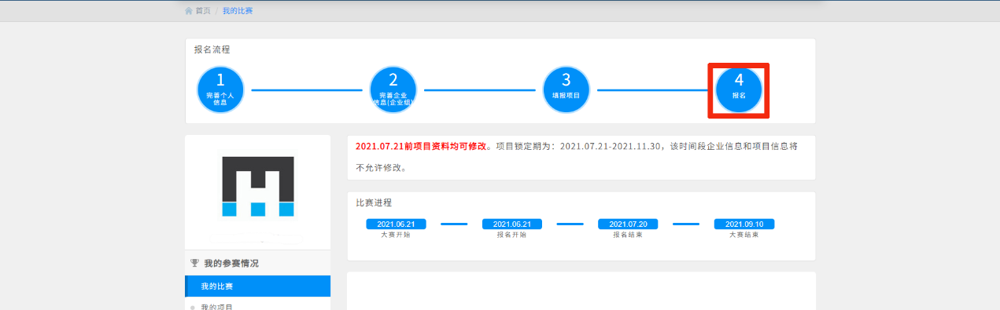 首页 / 我的比赛
报名流程
1
完善个人
信息
2
完善企业
信息(企业组)
3
填报项目
4
报名
2021.07.21前项目资料均可修改。项目锁定期为：2021.07.21-2021.11.30，该时间段企业信息和项目信息将
不允许修改。
比赛进程
2021.06.21
大赛开始
2021.06.21
报名开始
2021.07.20
报名结束
2021.09.10
大赛结束
我的参赛情况
我的比赛
我的项目